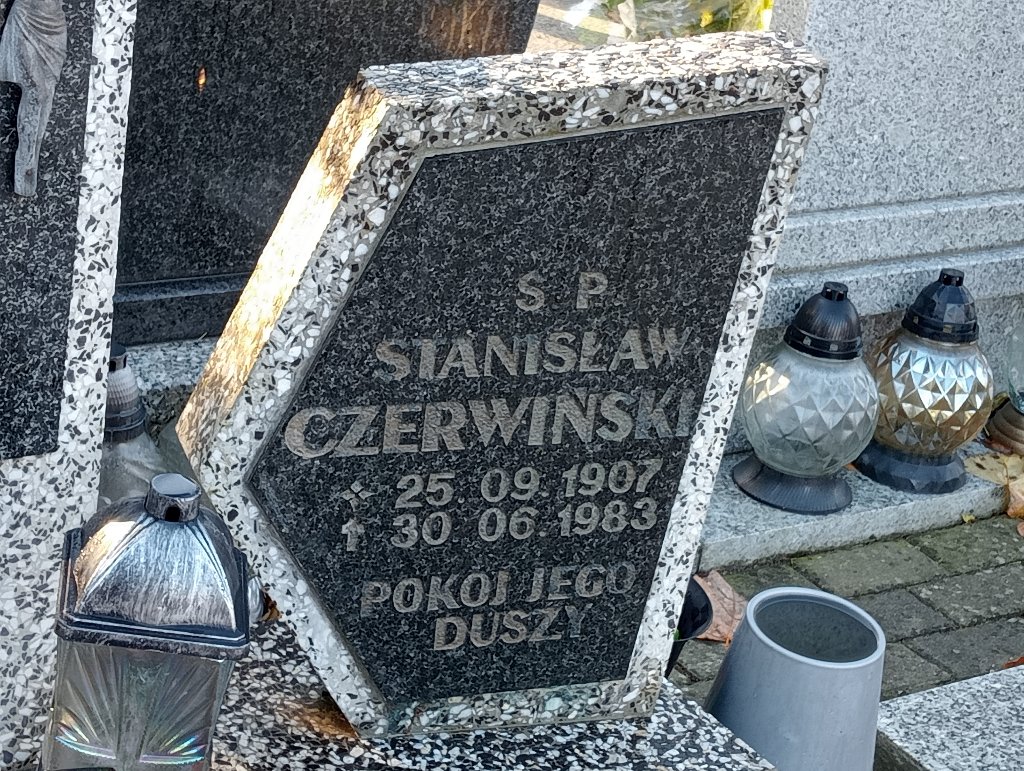 Ś P
STANISŁAW
CZERWIŃSKI
25 09. 1907
30 06. 1983
POKOJ JEGO
DUSZY